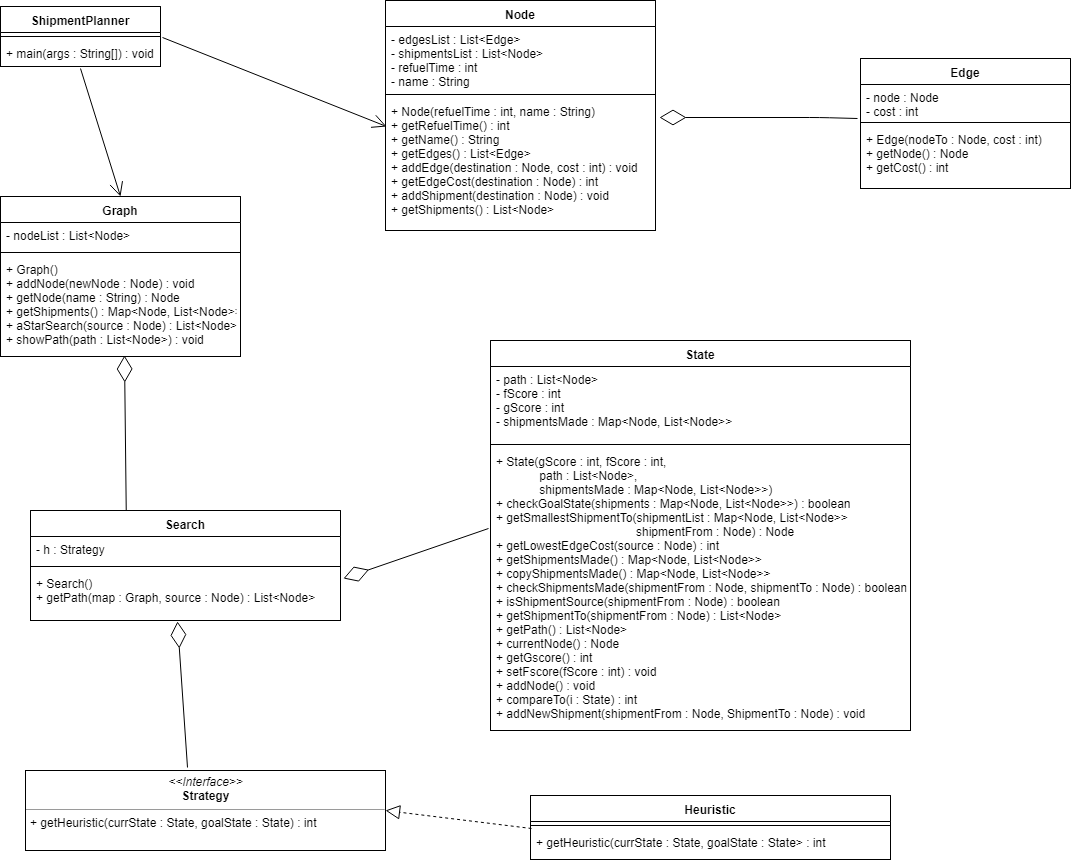 ShipmentPlanner
+ main(args : String[]) : void
Node
- edgesList : List<Edge>
- shipmentsList : List<Node>
- refuelTime : int
- name : String
+ Node(refuelTime : int, name : String)
+ getRefuelTime() : int
+ getName() : String
+ getEdges() : List<Edge>
+ addEdge(destination : Node, cost : int) : void
+ getEdgeCost(destination : Node) : int
+ addShipment(destination : Node) : void
+ getShipments() : List<Node>
Edge
- node : Node
- cost : int
+ Edge(nodeTo : Node, cost : int)
+ getNode() : Node
+ getCost() : int
Graph
- nodeList : List<Node>
+ Graph()
+ addNode(newNode : Node) : void
+ getNode(name : String) : Node
+ getShipments() : Map<Node, List<Node>
+ aStarSearch(source : Node) : List<Node>
+ showPath(path : List<Node>) : void
State
- path : List<Node>
- fScore : int
- gScore : int
- shipmentsMade : Map<Node, List<Node>>
+ State(gScore : int, fScore : int,
path : List<Node>,
shipmentsMade : Map<Node, List<Node>>)
+ checkGoalState(shipments : Map<Node, List<Node>>) : boolean
+ getSmallestShipmentTo(shipmentList : Map<Node, List<Node>>
shipmentFrom : Node) : Node
+ getLowestEdgeCost(source : Node) : int
+ getShipmentsMade() : Map<Node, List<Node>>
+ copyShipmentsMade() : Map<Node, List<Node>>
+ checkShipmentsMade(shipmentFrom : Node, shipmentTo : Node) : boolean
+ isShipmentSource(shipmentFrom : Node) : boolean
+ getShipmentTo(shipmentFrom : Node) : List<Node>
+ getPath() : List<Node>
+ currentNode() : Node
+ getGscore() : int
+ setFscore(fScore : int) : void
+ addNode() : void
+ compareTo(i : State) : int
+ addNewShipment(shipmentFrom : Node, ShipmentTo : Node) : void
Search
- h : Strategy
+ Search()
+ getPath(map : Graph, source : Node) : List<Node>
<<Interface>>
Strategy
+ getHeuristic(currState : State, goalState : State) : int
Heuristic
+ getHeuristic(currState : State, goalState : State> : int